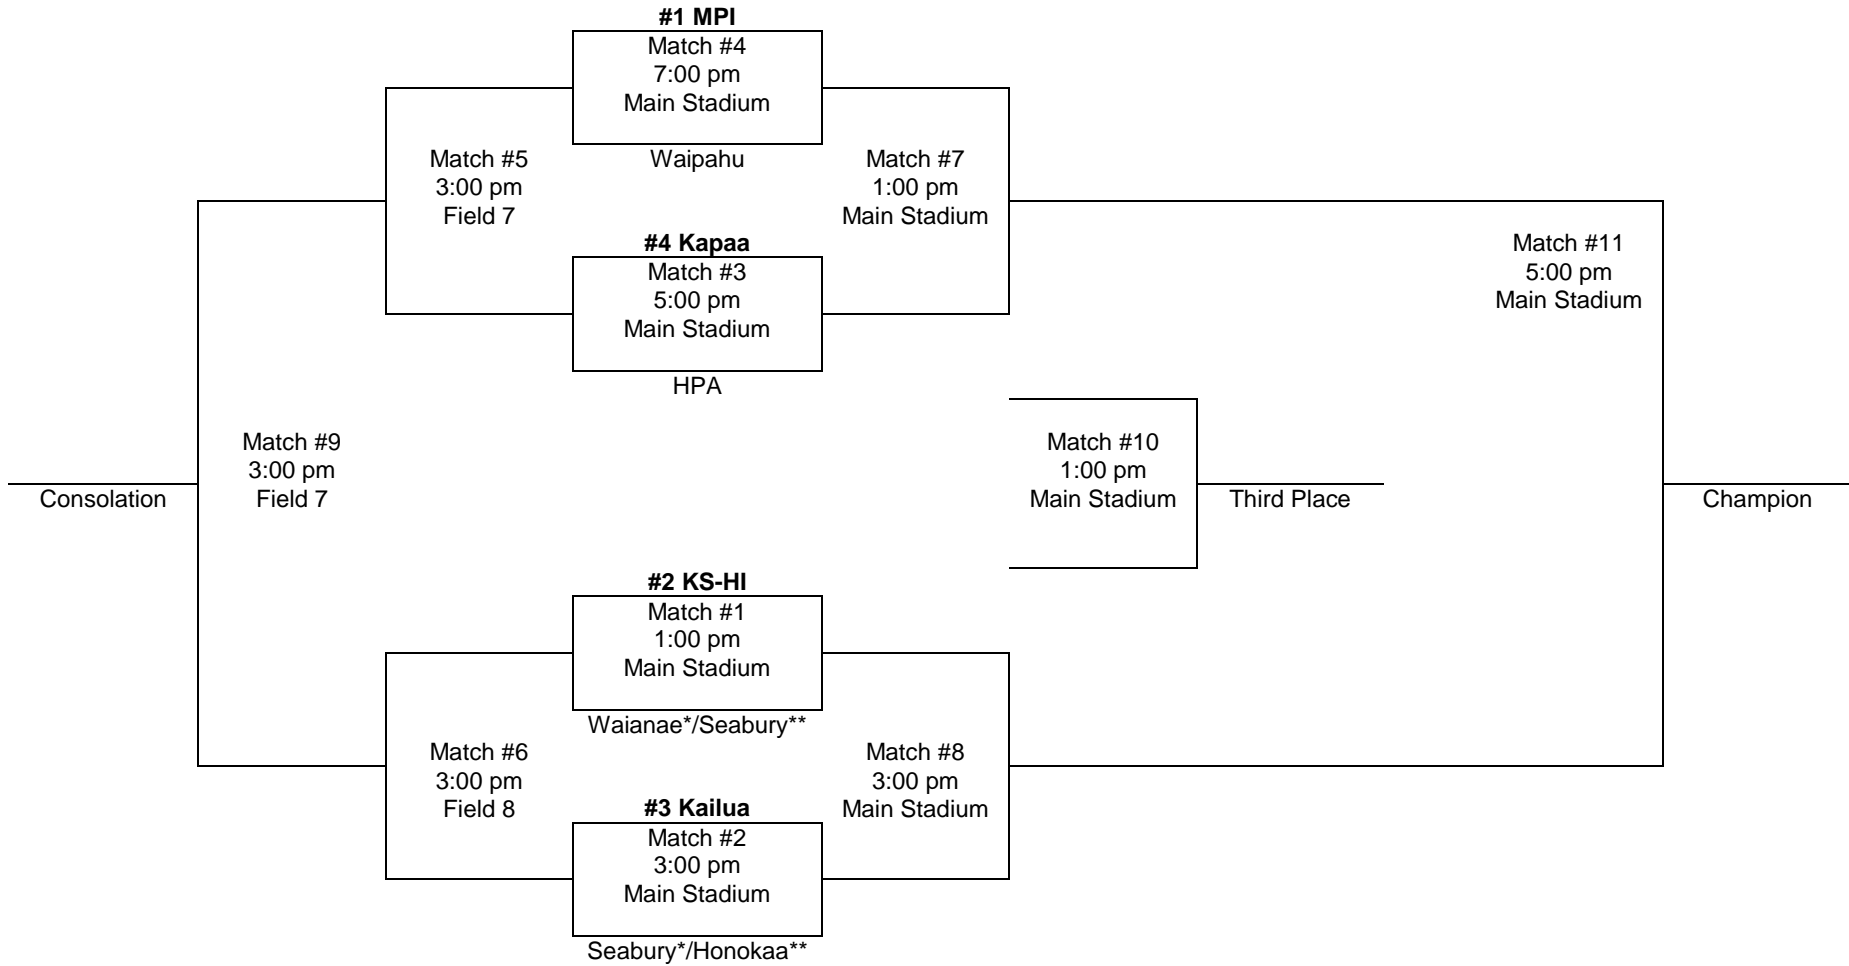 #1 MPI
Match #4
7:00 pm
Main Stadium
Waipahu
Match #5
3:00 pm
Field 7
Match #7
1:00 pm
Main Stadium
#4 Kapaa
Match #3
5:00 pm
Main Stadium
HPA
Match #11
5:00 pm
Main Stadium
Match #9
3:00 pm
Field 7
Consolation
Match #10
1:00 pm
Main Stadium
Third Place
Champion
#2 KS-HI
Match #1
1:00 pm
Main Stadium
Waianae*/Seabury**
Match #6
3:00 pm
Field 8
Match #8
3:00 pm
Main Stadium
#3 Kailua
Match #2
3:00 pm
Main Stadium
Seabury*/Honokaa**